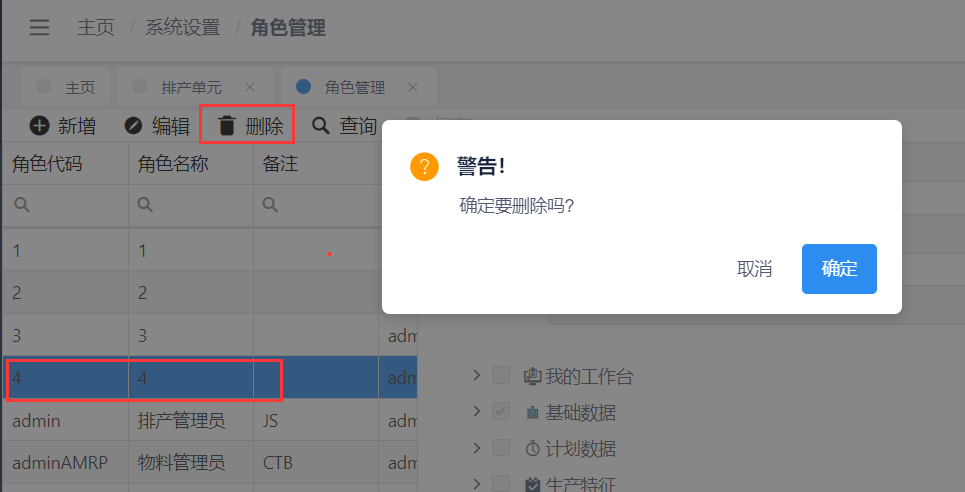 主页 / 系统设置 / 角色管理
主页 排产单元 × 角色管理 ×
新增 编辑 删除 查询
角色代码 角色名称 备注
1 1
2 2
3 3 adm
4 4 adm
admin 排产管理员 JS adm
adminAMRP 物料管理员 CTB adm
警告!
确定要删除吗?
取消 确定
我的工作台
基础数据
计划数据
生产特征